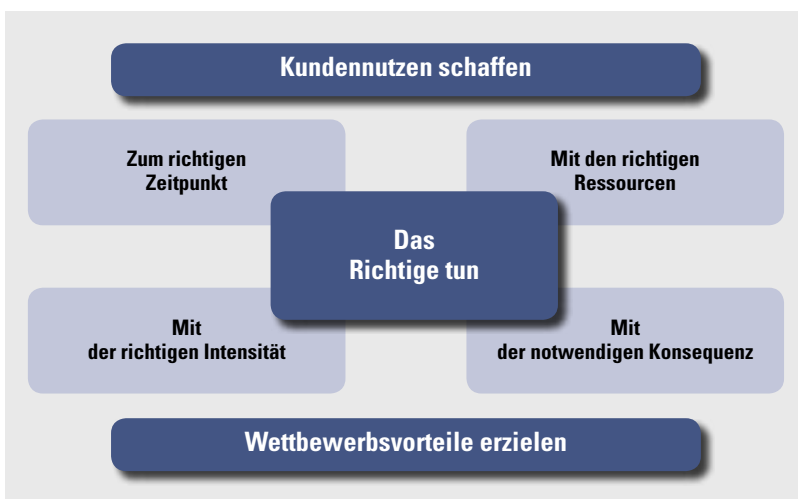 Kundennutzen schaffen
Zum richtigen
Zeitpunkt
Mit den richtigen
Ressourcen
Das
Richtige tun
Mit
der richtigen Intensität
Mit
der notwendigen Konsequenz
Wettbewerbsvorteile erzielen